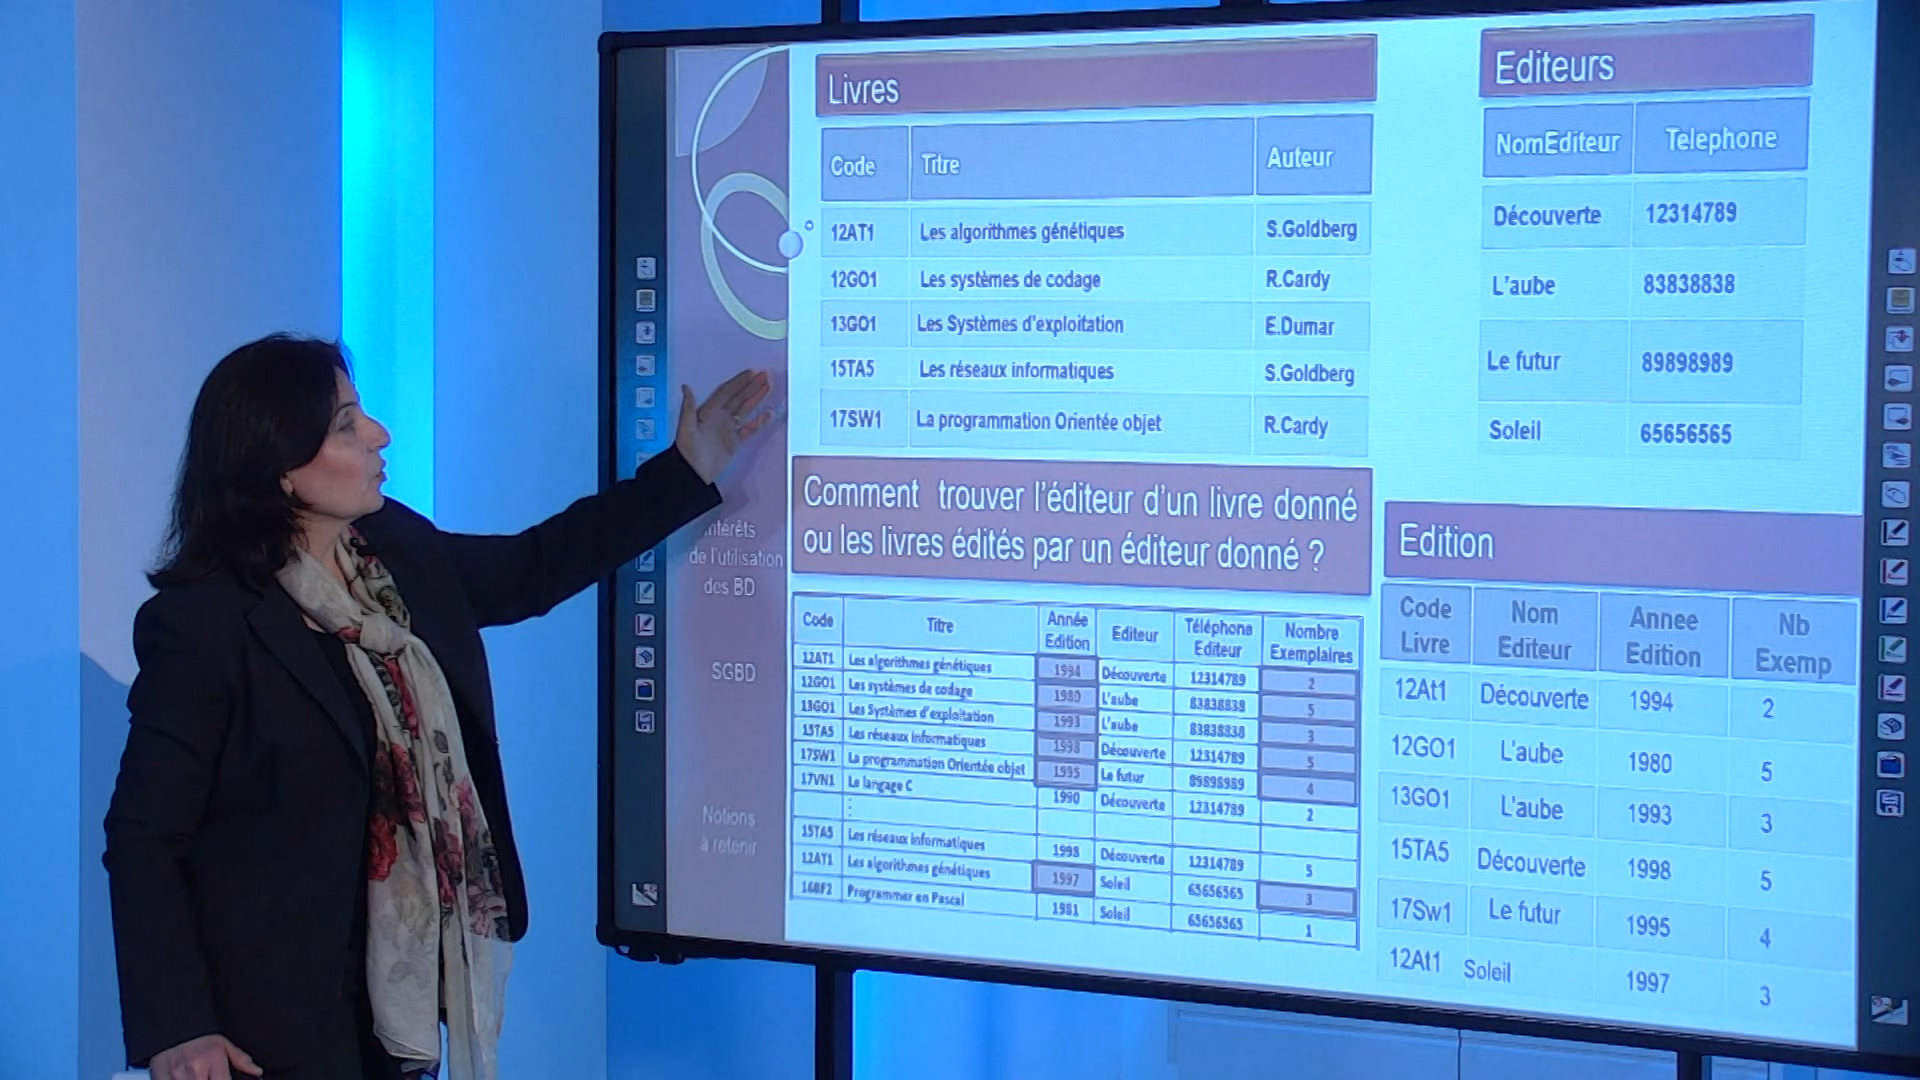 Livres
Code Titre Auteur
12AT1 Les algorithmes génétiques S.Goldberg
12GO1 Les systèmes de codage R.Cardy
13GO1 Les Systèmes d'exploitation E.Dumar
15TA5 Les réseaux informatiques S.Goldberg
17SW1 La programmation Orientée objet R.Cardy
Editeurs
NomEditeur Telephone
Découverte 12314789
L'aube 83838838
Le futur 89898989
Soleil 65656565
Comment trouver l'éditeur d'un livre donné
ou les livres édités par un éditeur donné ?
Intérêts
de l'utilisation
des BD
SGBD
Notions
à retenir
Code Titre Année Edition Editeur Téléphone Editeur Nombre Exemplaires
12AT1 Les algorithmes génétiques 1994 Découverte 12314789 2
12GO1 Les systèmes de codage 1980 L'aube 83838838 5
13GO1 Les Systèmes d'exploitation 1993 L'aube 83838838 3
15TA5 Les réseaux informatiques 1998 Découverte 12314789 5
17SW1 La programmation Orientée objet 1995 Le futur 89898989 4
17VN1 Le langage C 1990 Découverte 12314789 2
:
15TA5 Les réseaux informatiques 1998 Découverte 12314789 5
12AT1 Les algorithmes génétiques 1997 Soleil 65656565 3
Programmer en Pascal 1981 Soleil 65656565 1
Edition
Code Nom Annee Nb
Livre Editeur Edition Exemp
12At1 Découverte 1994 2
12GO1 L'aube 1980 5
13GO1 L'aube 1993 3
15TA5 Découverte 1998 5
17Sw1 Le futur 1995 4
12At1 Soleil 1997 3